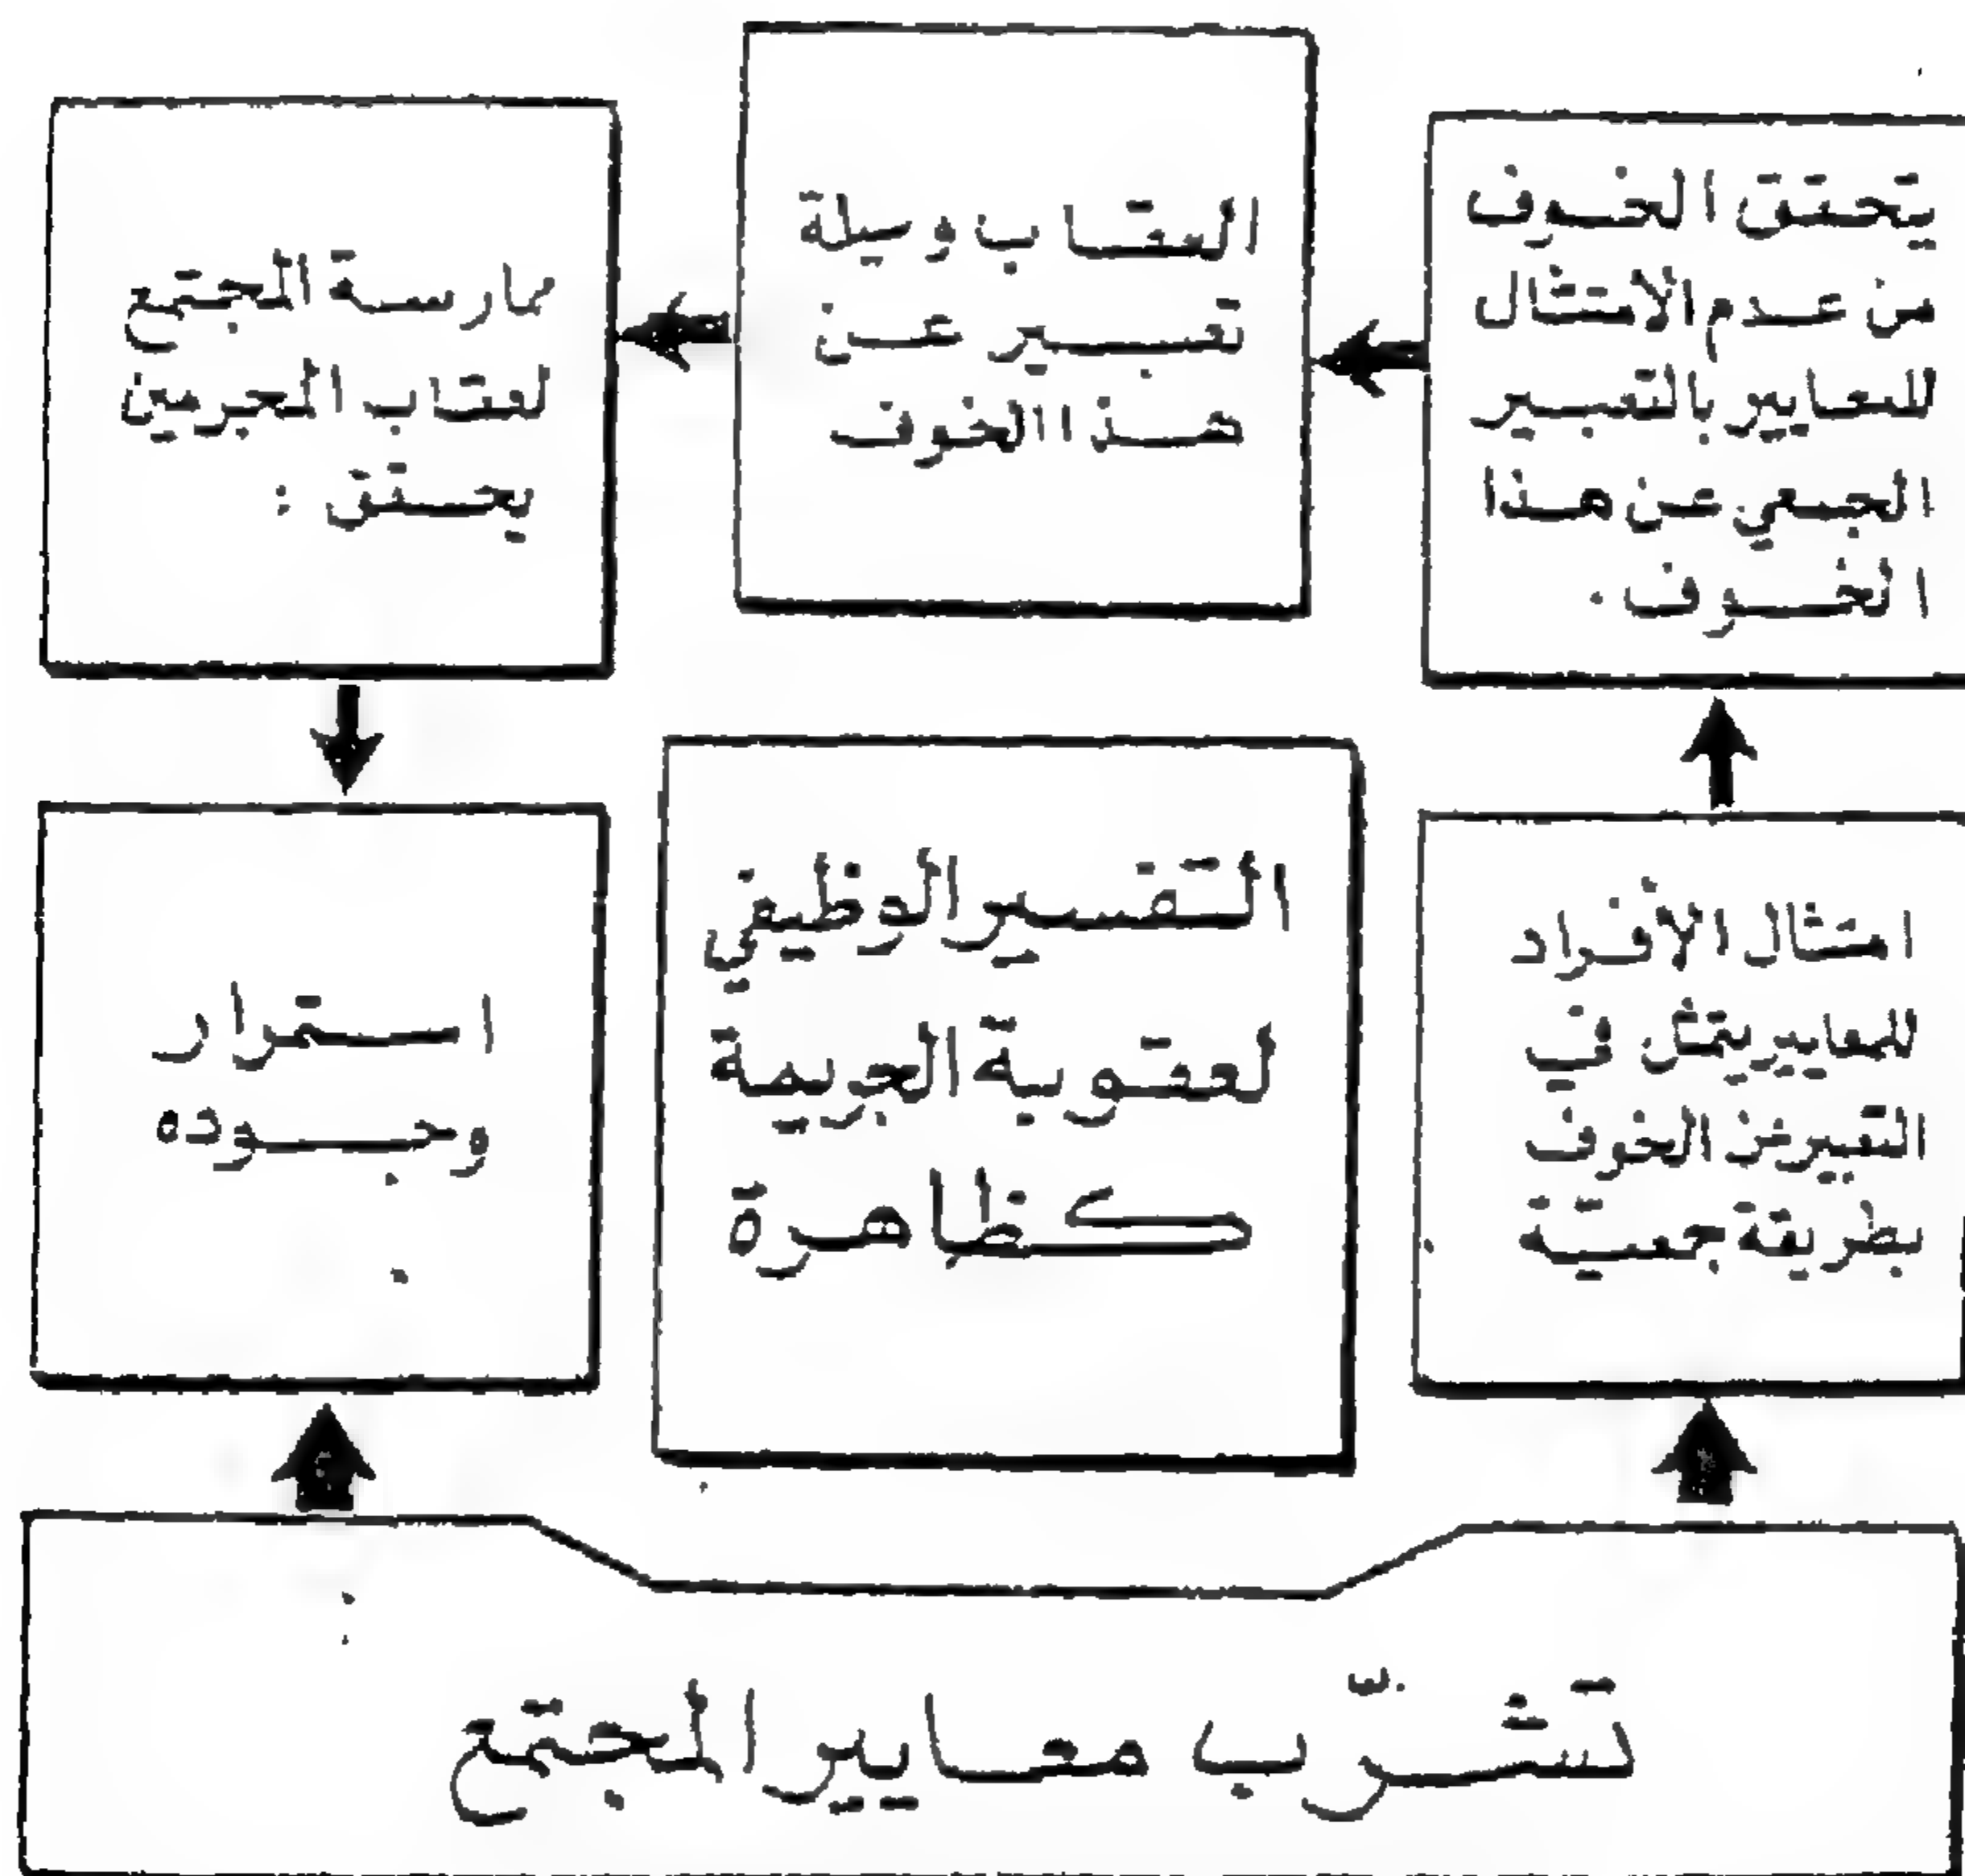 يتحقق الخوف
من عدم الامتثال
للمعايير بالتعبير
الجمعي عن هذا
الخوف .
العقاب وسيلة
تعبير عن
هذا الخوف
ممارسة المجتمع
لعقاب المجرمين
يحقق :
امتثال الأفراد
للمعايير يتمثل في
التعبير عن الخوف
بطريقة جمعية
التفسير الوظيفي
لعقوبة الجريمة
كظاهرة
استمرار
وجوده
تشرّب معايير المجتمع